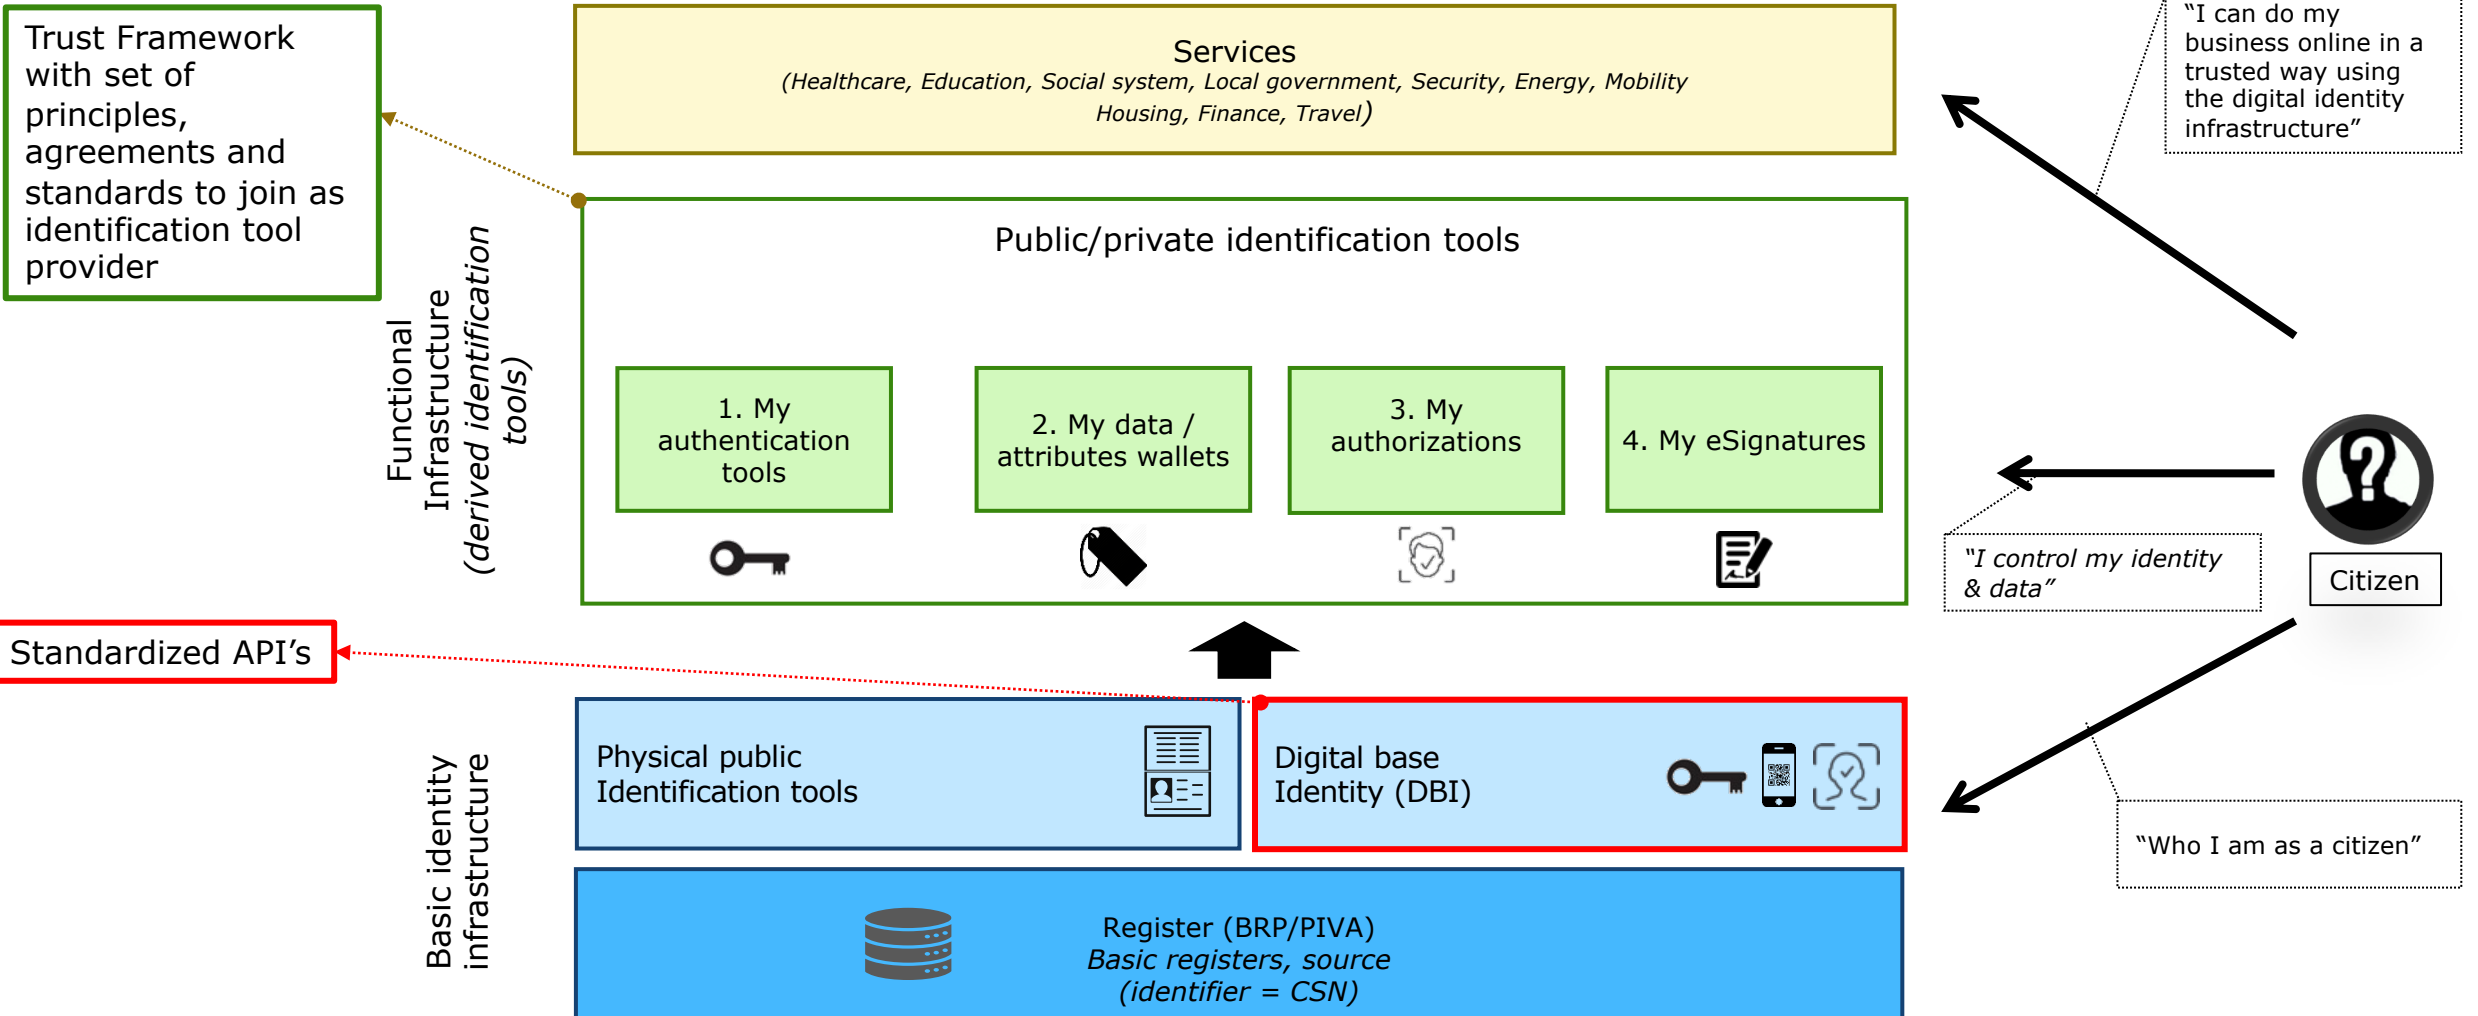 Trust Framework
with set of
principles,
agreements and
standards to join as
identification tool
provider
Services
(Healthcare, Education, Social system, Local government, Security, Energy, Mobility
Housing, Finance, Travel)
“I can do my
business online in a
trusted way using
the digital identity
infrastructure”
Functional
Infrastructure
(derived identification
tools)
Public/private identification tools
1. My
authentication
tools
2. My data /
attributes wallets
3. My
authorizations
4. My eSignatures
“I control my identity
& data”
Citizen
Standardized API’s
Basic identity
infrastructure
Physical public
Identification tools
Digital base
Identity (DBI)
“Who I am as a citizen”
Register (BRP/PIVA)
Basic registers, source
(identifier = CSN)